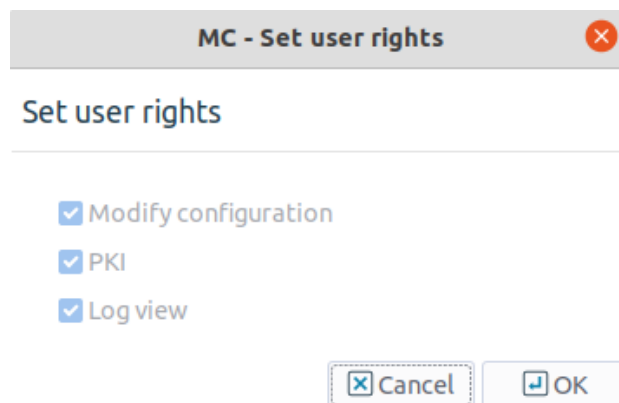 MC - Set user rights
Set user rights
Modify configuration
PKI
Log view
Cancel OK